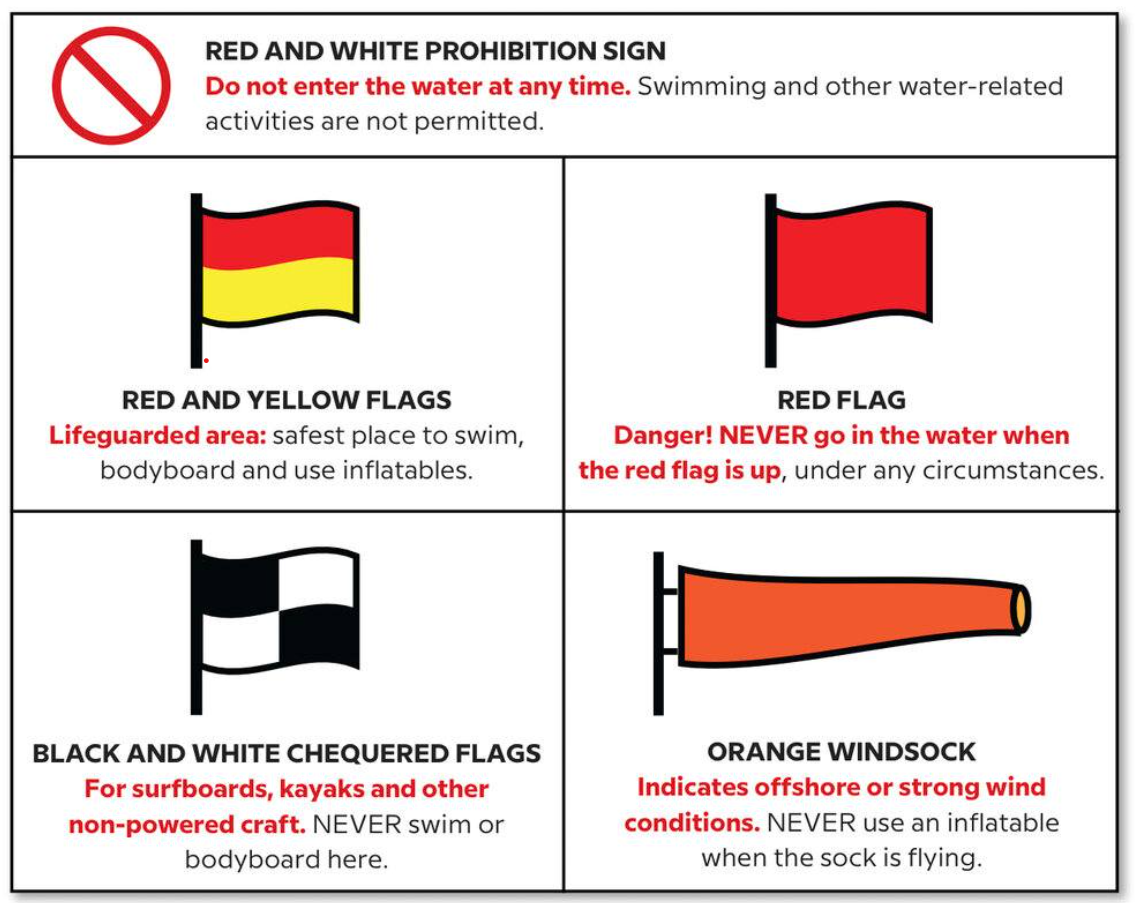 RED AND WHITE PROHIBITION SIGN
Do not enter the water at any time. Swimming and other water-related
activities are not permitted.
RED AND YELLOW FLAGS
Lifeguarded area: safest place to swim,
bodyboard and use inflatables.
RED FLAG
Danger! NEVER go in the water when
the red flag is up, under any circumstances.
BLACK AND WHITE CHEQUERED FLAGS
For surfboards, kayaks and other
non-powered craft. NEVER swim or
bodyboard here.
ORANGE WINDSOCK
Indicates offshore or strong wind
conditions. NEVER use an inflatable
when the sock is flying.